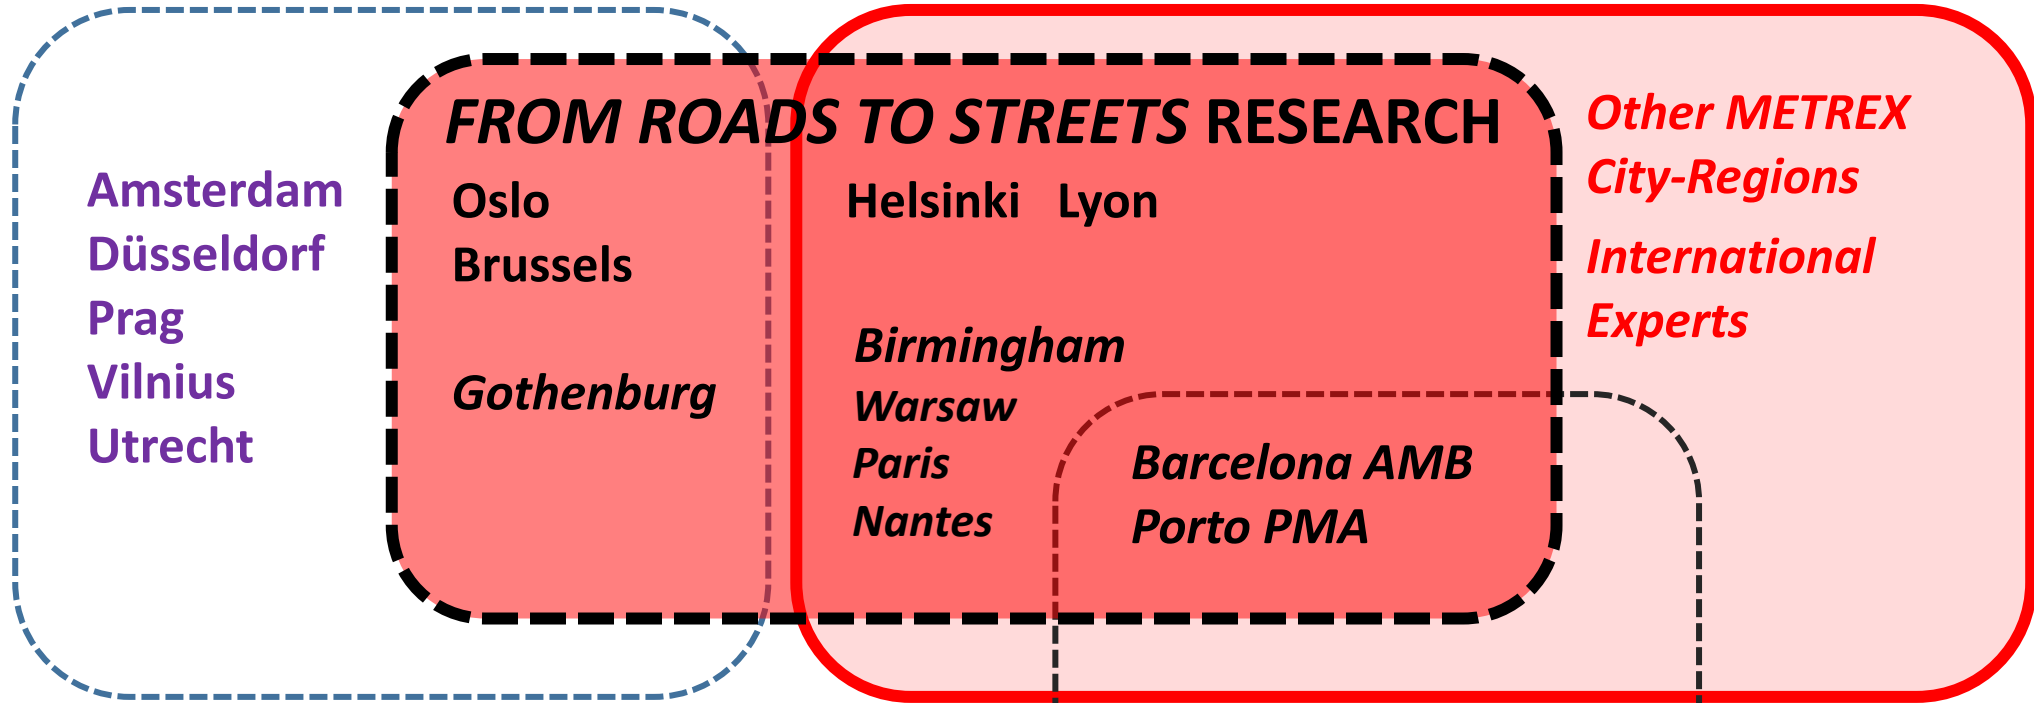 FROM ROADS TO STREETS RESEARCH
Amsterdam
Düsseldorf
Prag
Vilnius
Utrecht
Oslo
Brussels
Gothenburg
Helsinki Lyon
Birmingham
Warsaw
Paris
Nantes
Barcelona AMB
Porto PMA
Other METREX
City-Regions
International
Experts